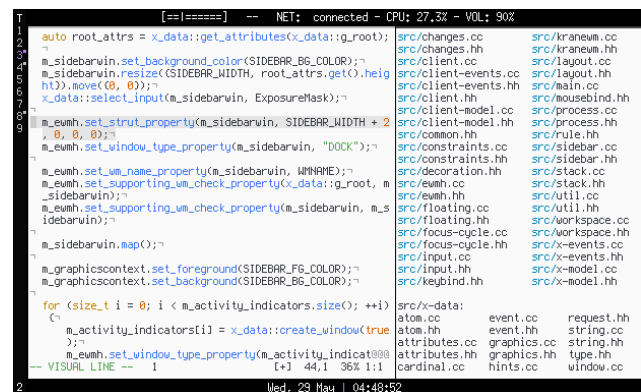 T [==|======] -- NET: connected - CPU: 27.3% - VOL: 90%
1
2
3
4
5
6
7
8
9
auto root_attrs = x_data::get_attributes(x_data::g_root);¬
¬
m_sidebarwin.set_background_color(SIDEBAR_BG_COLOR);¬
m_sidebarwin.resize((SIDEBAR_WIDTH, root_attrs.get().heig
ht)).move((0, 0));¬
x_data::select_input(m_sidebarwin, ExposureMask);¬
¬
m_ewmh.set_strut_property(m_sidebarwin, SIDEBAR_WIDTH + 2
, 0, 0, 0);¬
m_ewmh.set_window_type_property(m_sidebarwin, "DOCK");¬
¬
m_ewmh.set_wm_name_property(m_sidebarwin, WMNAME);¬
m_ewmh.set_supporting_wm_check_property(x_data::g_root, m
_sidebarwin);¬
m_ewmh.set_supporting_wm_check_property(m_sidebarwin, m_s
idebarwin);¬
¬
m_sidebarwin.map();¬
¬
m_graphicscontext.set_foreground(SIDEBAR_FG_COLOR);¬
m_graphicscontext.set_background(SIDEBAR_BG_COLOR);¬
¬
for (size_t i = 0; i < m_activity_indicators.size(); ++i)
{¬
m_activity_indicators[i] = x_data::create_window(true
);¬
m_ewmh.set_window_type_property(m_activity_indicat@@@
-- VISUAL LINE -- 1 [+] 44,1 36% 1:1
src/changes.cc src/kranewm.cc
src/changes.hh src/layout.cc
src/client.cc src/layout.hh
src/client-events.cc src/layout.hh
src/client-events.hh src/main.cc
src/client.hh src/mousebind.hh
src/client-model.cc src/process.cc
src/client-model.hh src/process.hh
src/common.hh src/rule.hh
src/constraints.cc src/sidebar.cc
src/constraints.hh src/sidebar.hh
src/decoration.hh src/stack.cc
src/ewmh.cc src/stack.hh
src/ewmh.hh src/util.cc
src/floating.cc src/util.hh
src/floating.hh src/workspace.cc
src/focus-cycle.cc src/workspace.hh
src/focus-cycle.hh src/x-events.cc
src/input.cc src/x-events.hh
src/input.hh src/x-model.cc
src/keybind.hh src/x-model.hh
src/x-data:
atom.cc event.cc request.hh
atom.hh event.hh string.cc
attributes.cc graphics.cc string.hh
attributes.hh graphics.hh type.hh
cardinal.cc hints.cc window.cc
2 Wed, 29 May | 04:48:52